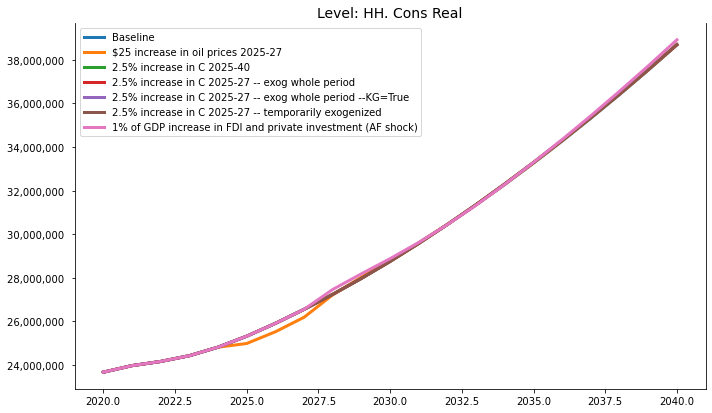 Level: HH. Cons Real
Baseline
$25 increase in oil prices 2025-27
2.5% increase in C 2025-40
2.5% increase in C 2025-27 -- exog whole period
2.5% increase in C 2025-27 -- exog whole period --KG=True
2.5% increase in C 2025-27 -- temporarily exogenized
1% of GDP increase in FDI and private investment (AF shock)
38,000,000
36,000,000
34,000,000
32,000,000
30,000,000
28,000,000
26,000,000
24,000,000
2020.0 2022.5 2025.0 2027.5 2030.0 2032.5 2035.0 2037.5 2040.0